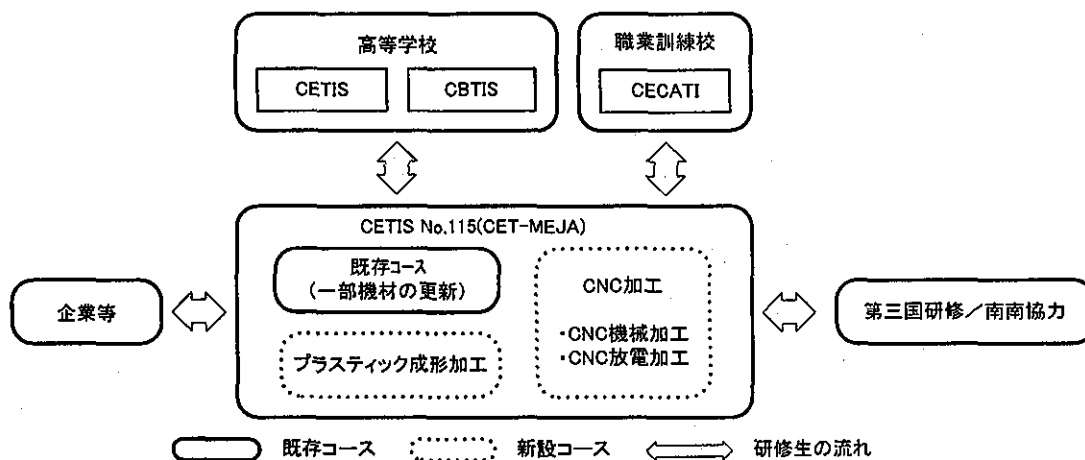 高等学校
CETIS
CBTIS
職業訓練校
CECATI
CETIS No.115(CET-MEJA)
既存コース
(一部機材の更新)
プラスティック成形加工
CNC加工
・CNC機械加工
・CNC放電加工
企業等
第三国研修／南南協力
既存コース
新設コース
研修生の流れ